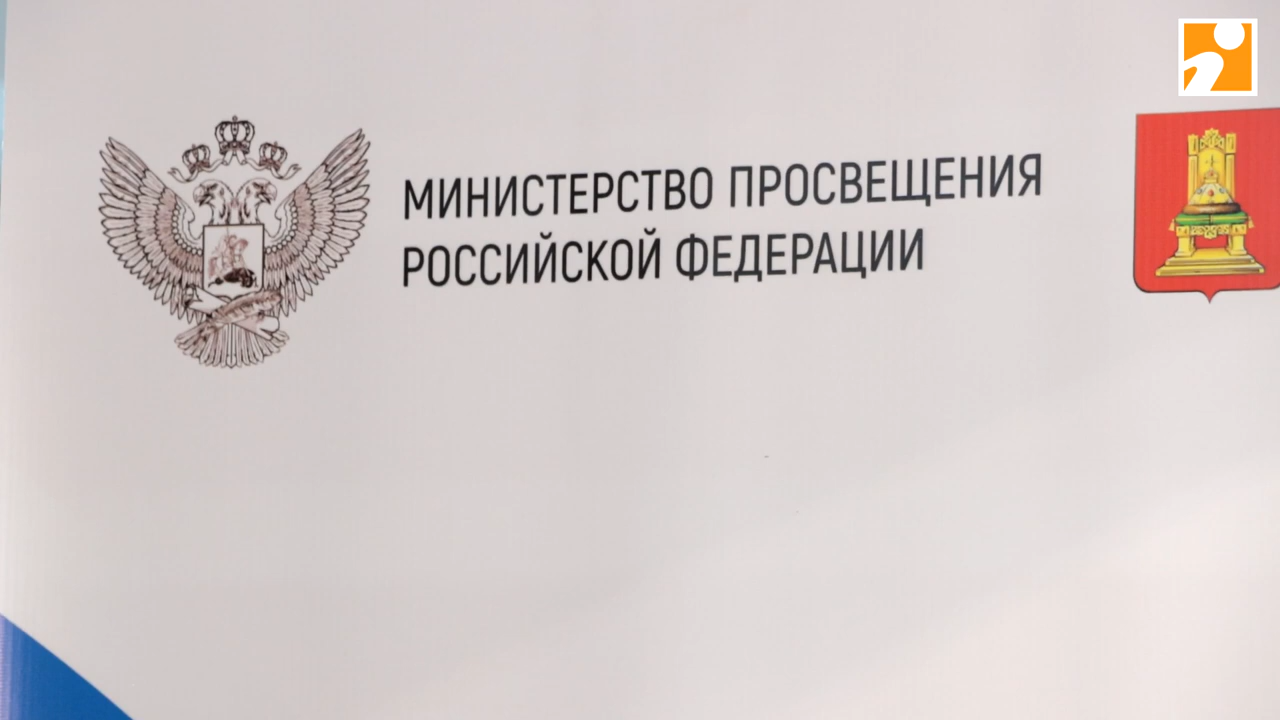 МИНИСТЕРСТВО ПРОСВЕЩЕНИЯ
РОССИЙСКОЙ ФЕДЕРАЦИИ